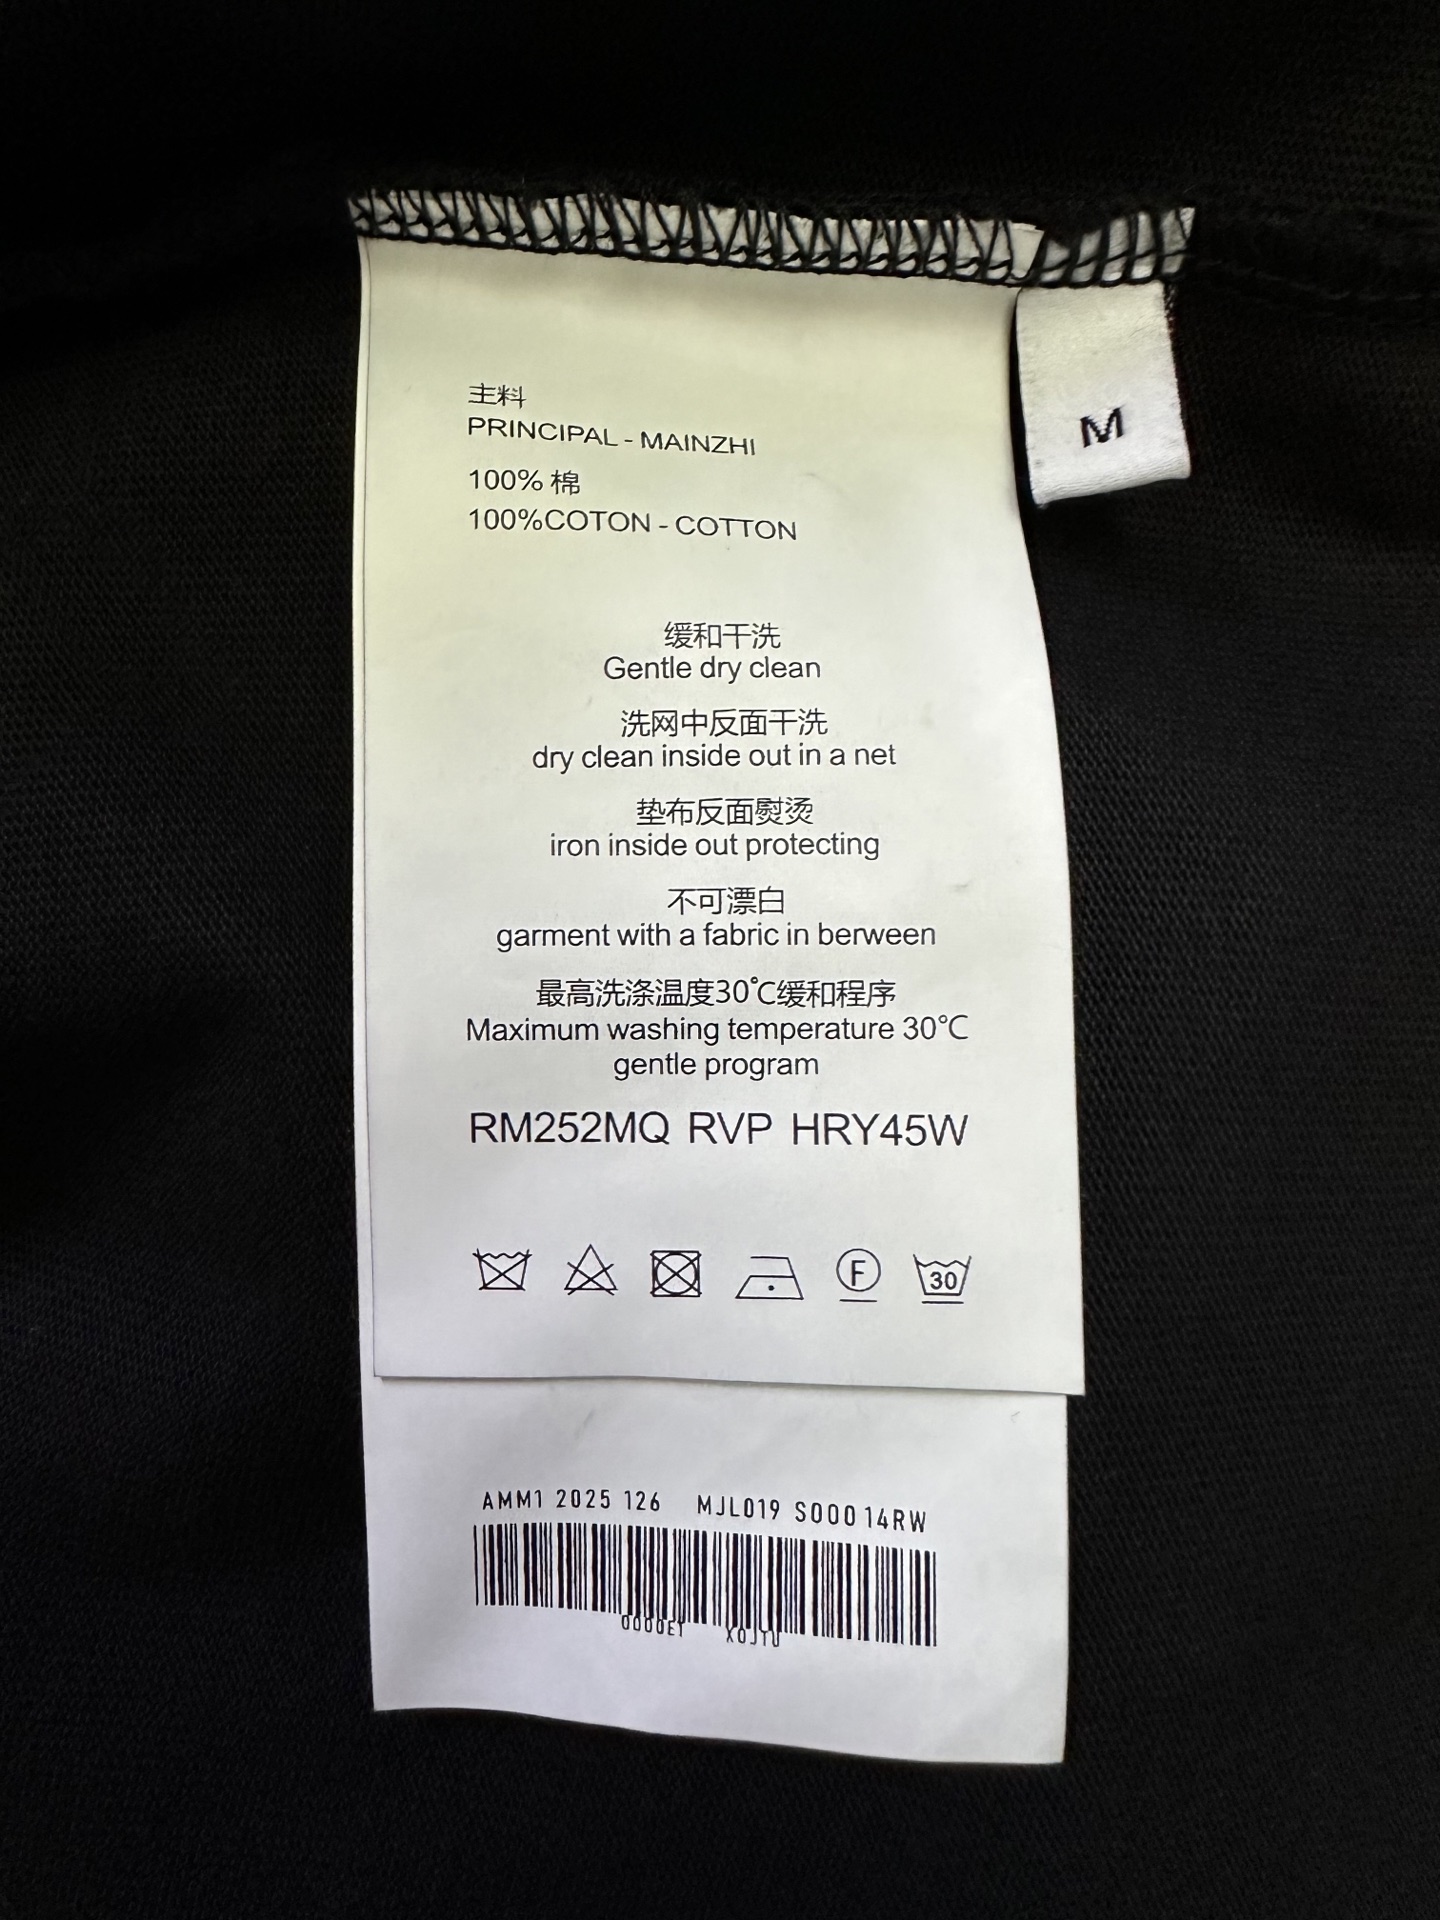 主料
PRINCIPAL - MAINZHI
100% 棉
100%COTON - COTTON
M
缓和干洗
Gentle dry clean
洗网中反面干洗
dry clean inside out in a net
垫布反面熨烫
iron inside out protecting
不可漂白
garment with a fabric in berween
最高洗涤温度30℃缓和程序
Maximum washing temperature 30℃
gentle program
RM252MQ RVP HRY45W
F
30
AMM1 2025 126 MJL019 S000 14RW
0000ET XOJTU